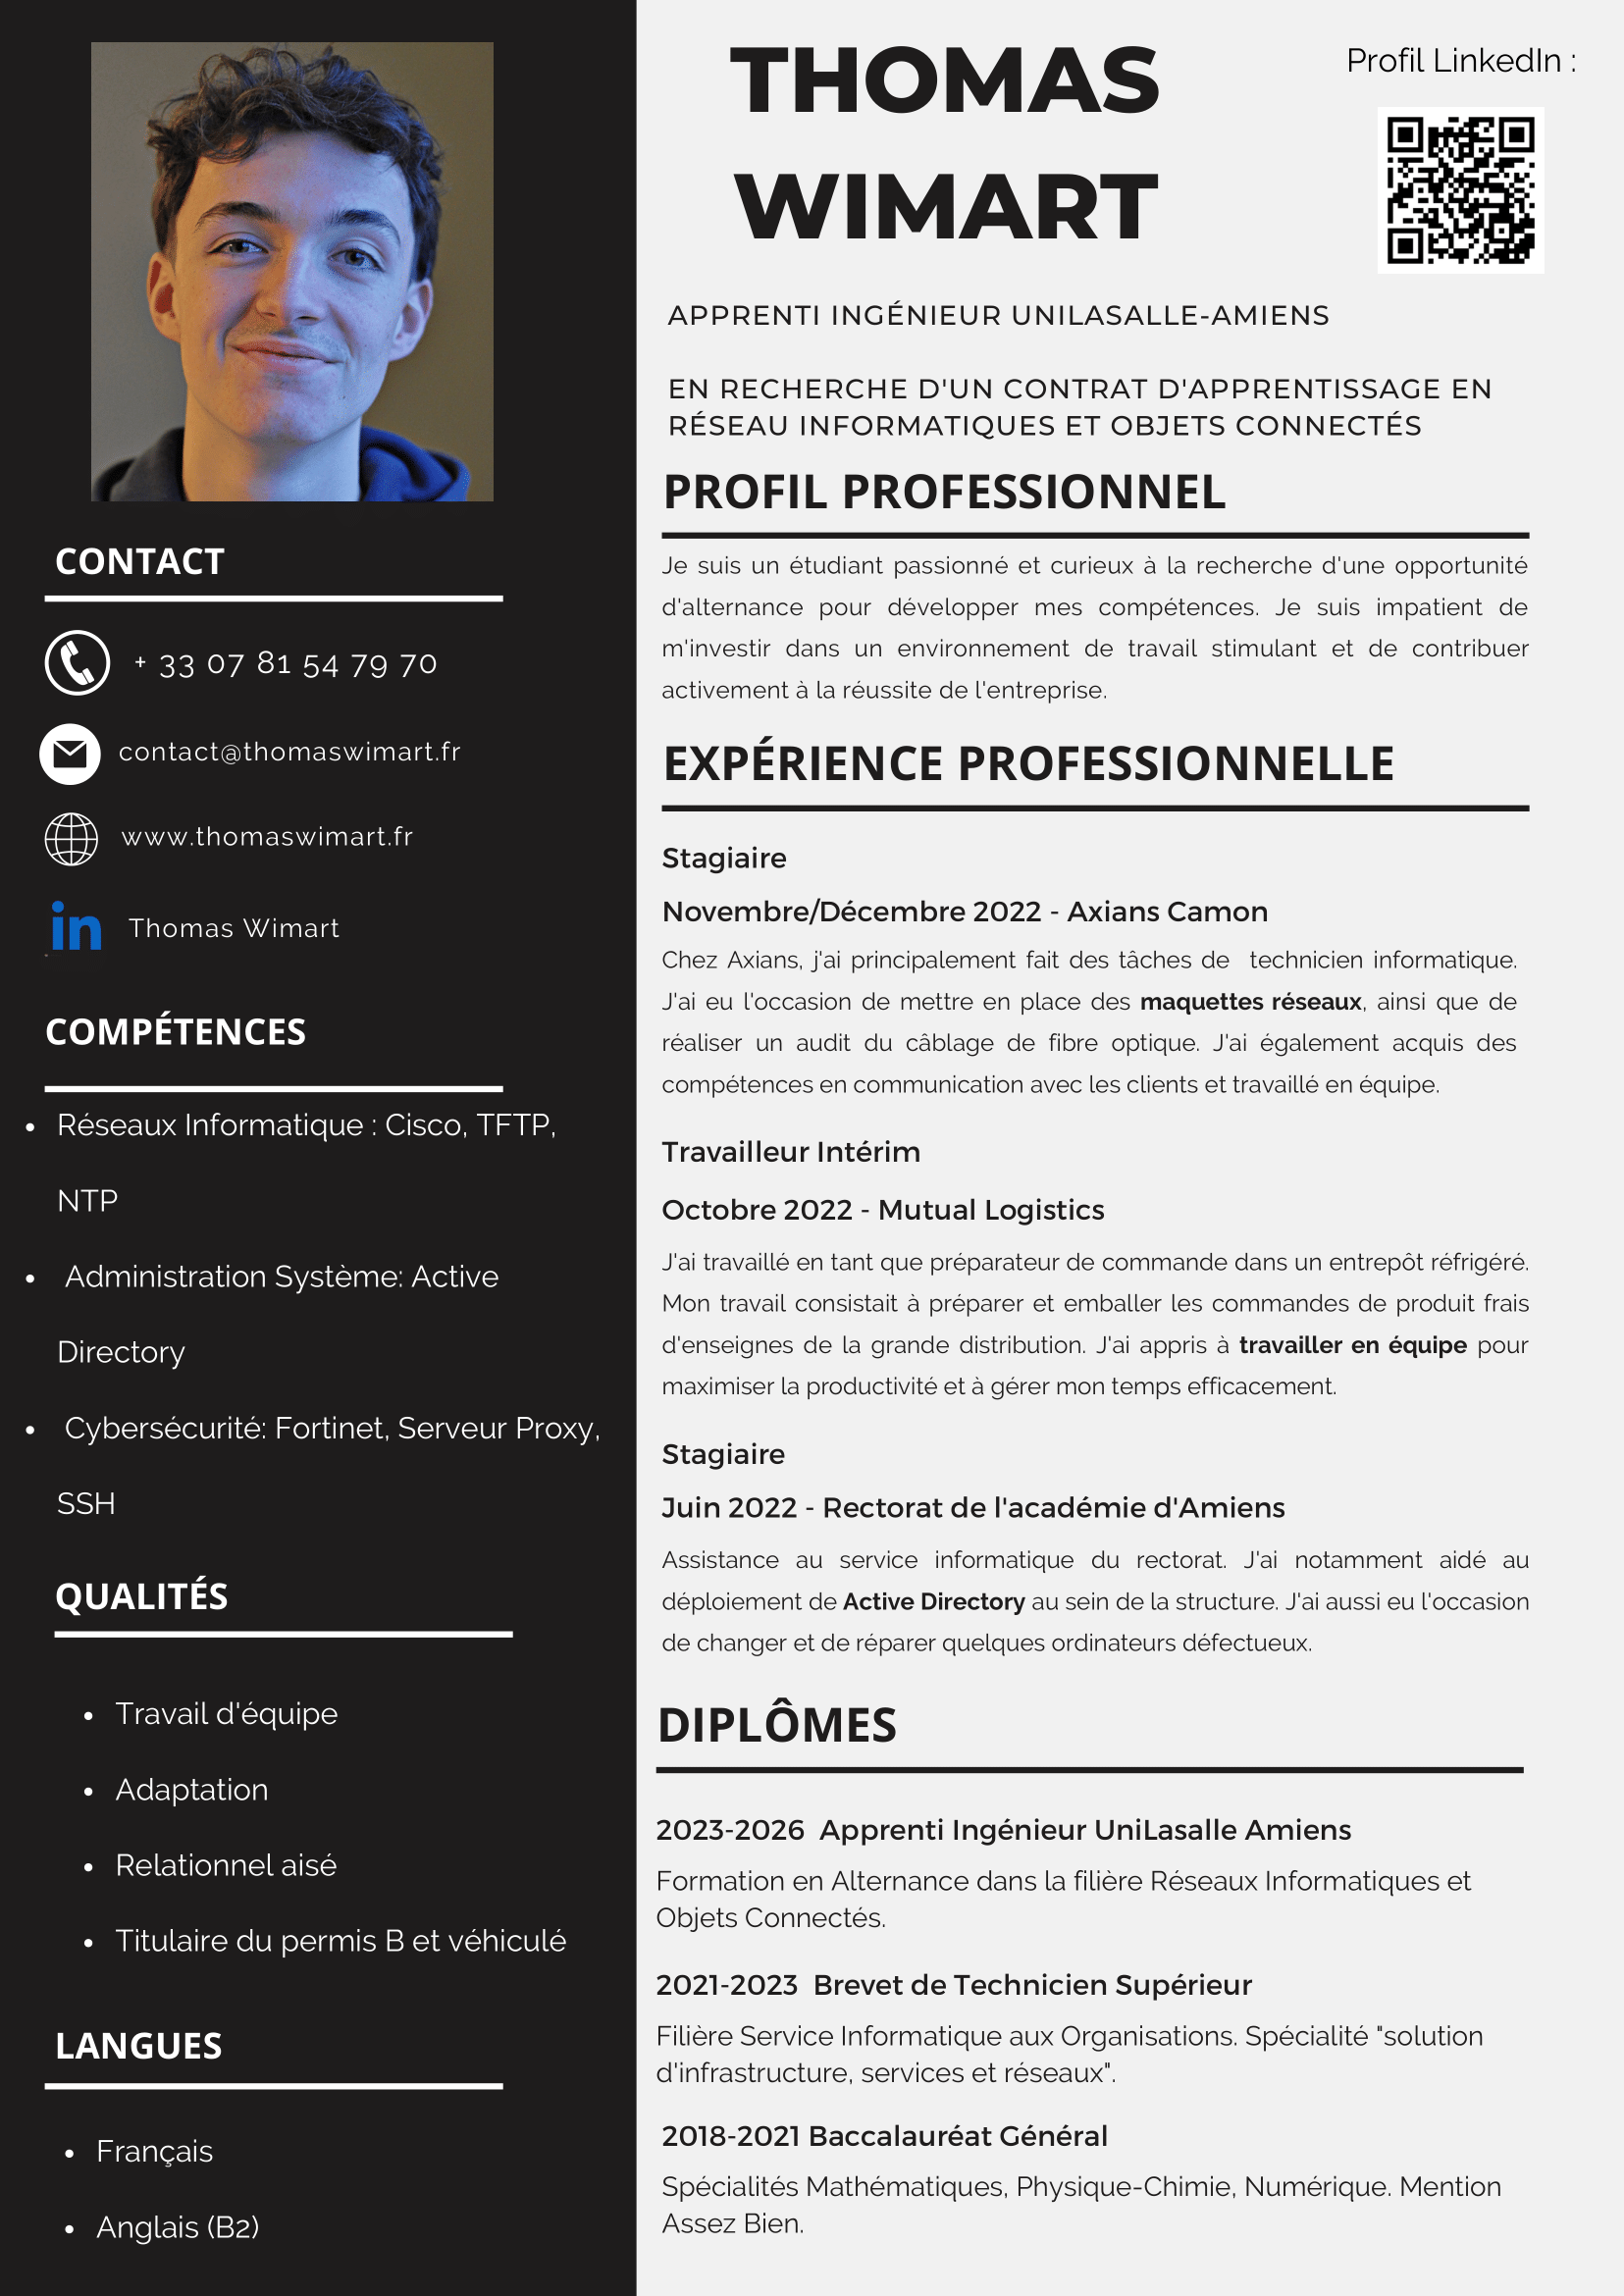 THOMAS
WIMART
Profil LinkedIn :
APPRENTI INGÉNIEUR UNILASALLE-AMIENS
EN RECHERCHE D'UN CONTRAT D'APPRENTISSAGE EN
RÉSEAU INFORMATIQUES ET OBJETS CONNECTÉS
CONTACT
+ 33 07 81 54 79 70
contact@thomaswimart.fr
www.thomaswimart.fr
in Thomas Wimart
COMPÉTENCES
• Réseaux Informatique : Cisco, TFTP,
NTP
• Administration Système: Active
Directory
• Cybersécurité: Fortinet, Serveur Proxy,
SSH
QUALITÉS
• Travail d'équipe
• Adaptation
• Relationnel aisé
• Titulaire du permis B et véhiculé
LANGUES
• Français
• Anglais (B2)
PROFIL PROFESSIONNEL
Je suis un étudiant passionné et curieux à la recherche d'une opportunité
d'alternance pour développer mes compétences. Je suis impatient de
m'investir dans un environnement de travail stimulant et de contribuer
activement à la réussite de l'entreprise.
EXPÉRIENCE PROFESSIONNELLE
Stagiaire
Novembre/Décembre 2022 - Axians Camon
Chez Axians, j'ai principalement fait des tâches de technicien informatique.
J'ai eu l'occasion de mettre en place des maquettes réseaux, ainsi que de
réaliser un audit du câblage de fibre optique. J'ai également acquis des
compétences en communication avec les clients et travaillé en équipe.
Travailleur Intérim
Octobre 2022 - Mutual Logistics
J'ai travaillé en tant que préparateur de commande dans un entrepôt réfrigéré.
Mon travail consistait à préparer et emballer les commandes de produit frais
d'enseignes de la grande distribution. J'ai appris à travailler en équipe pour
maximiser la productivité et à gérer mon temps efficacement.
Stagiaire
Juin 2022 - Rectorat de l'académie d'Amiens
Assistance au service informatique du rectorat. J'ai notamment aidé au
déploiement de Active Directory au sein de la structure. J'ai aussi eu l'occasion
de changer et de réparer quelques ordinateurs défectueux.
DIPLÔMES
2023-2026 Apprenti Ingénieur UniLasalle Amiens
Formation en Alternance dans la filière Réseaux Informatiques et
Objets Connectés.
2021-2023 Brevet de Technicien Supérieur
Filière Service Informatique aux Organisations. Spécialité "solution
d'infrastructure, services et réseaux".
2018-2021 Baccalauréat Général
Spécialités Mathématiques, Physique-Chimie, Numérique. Mention
Assez Bien.